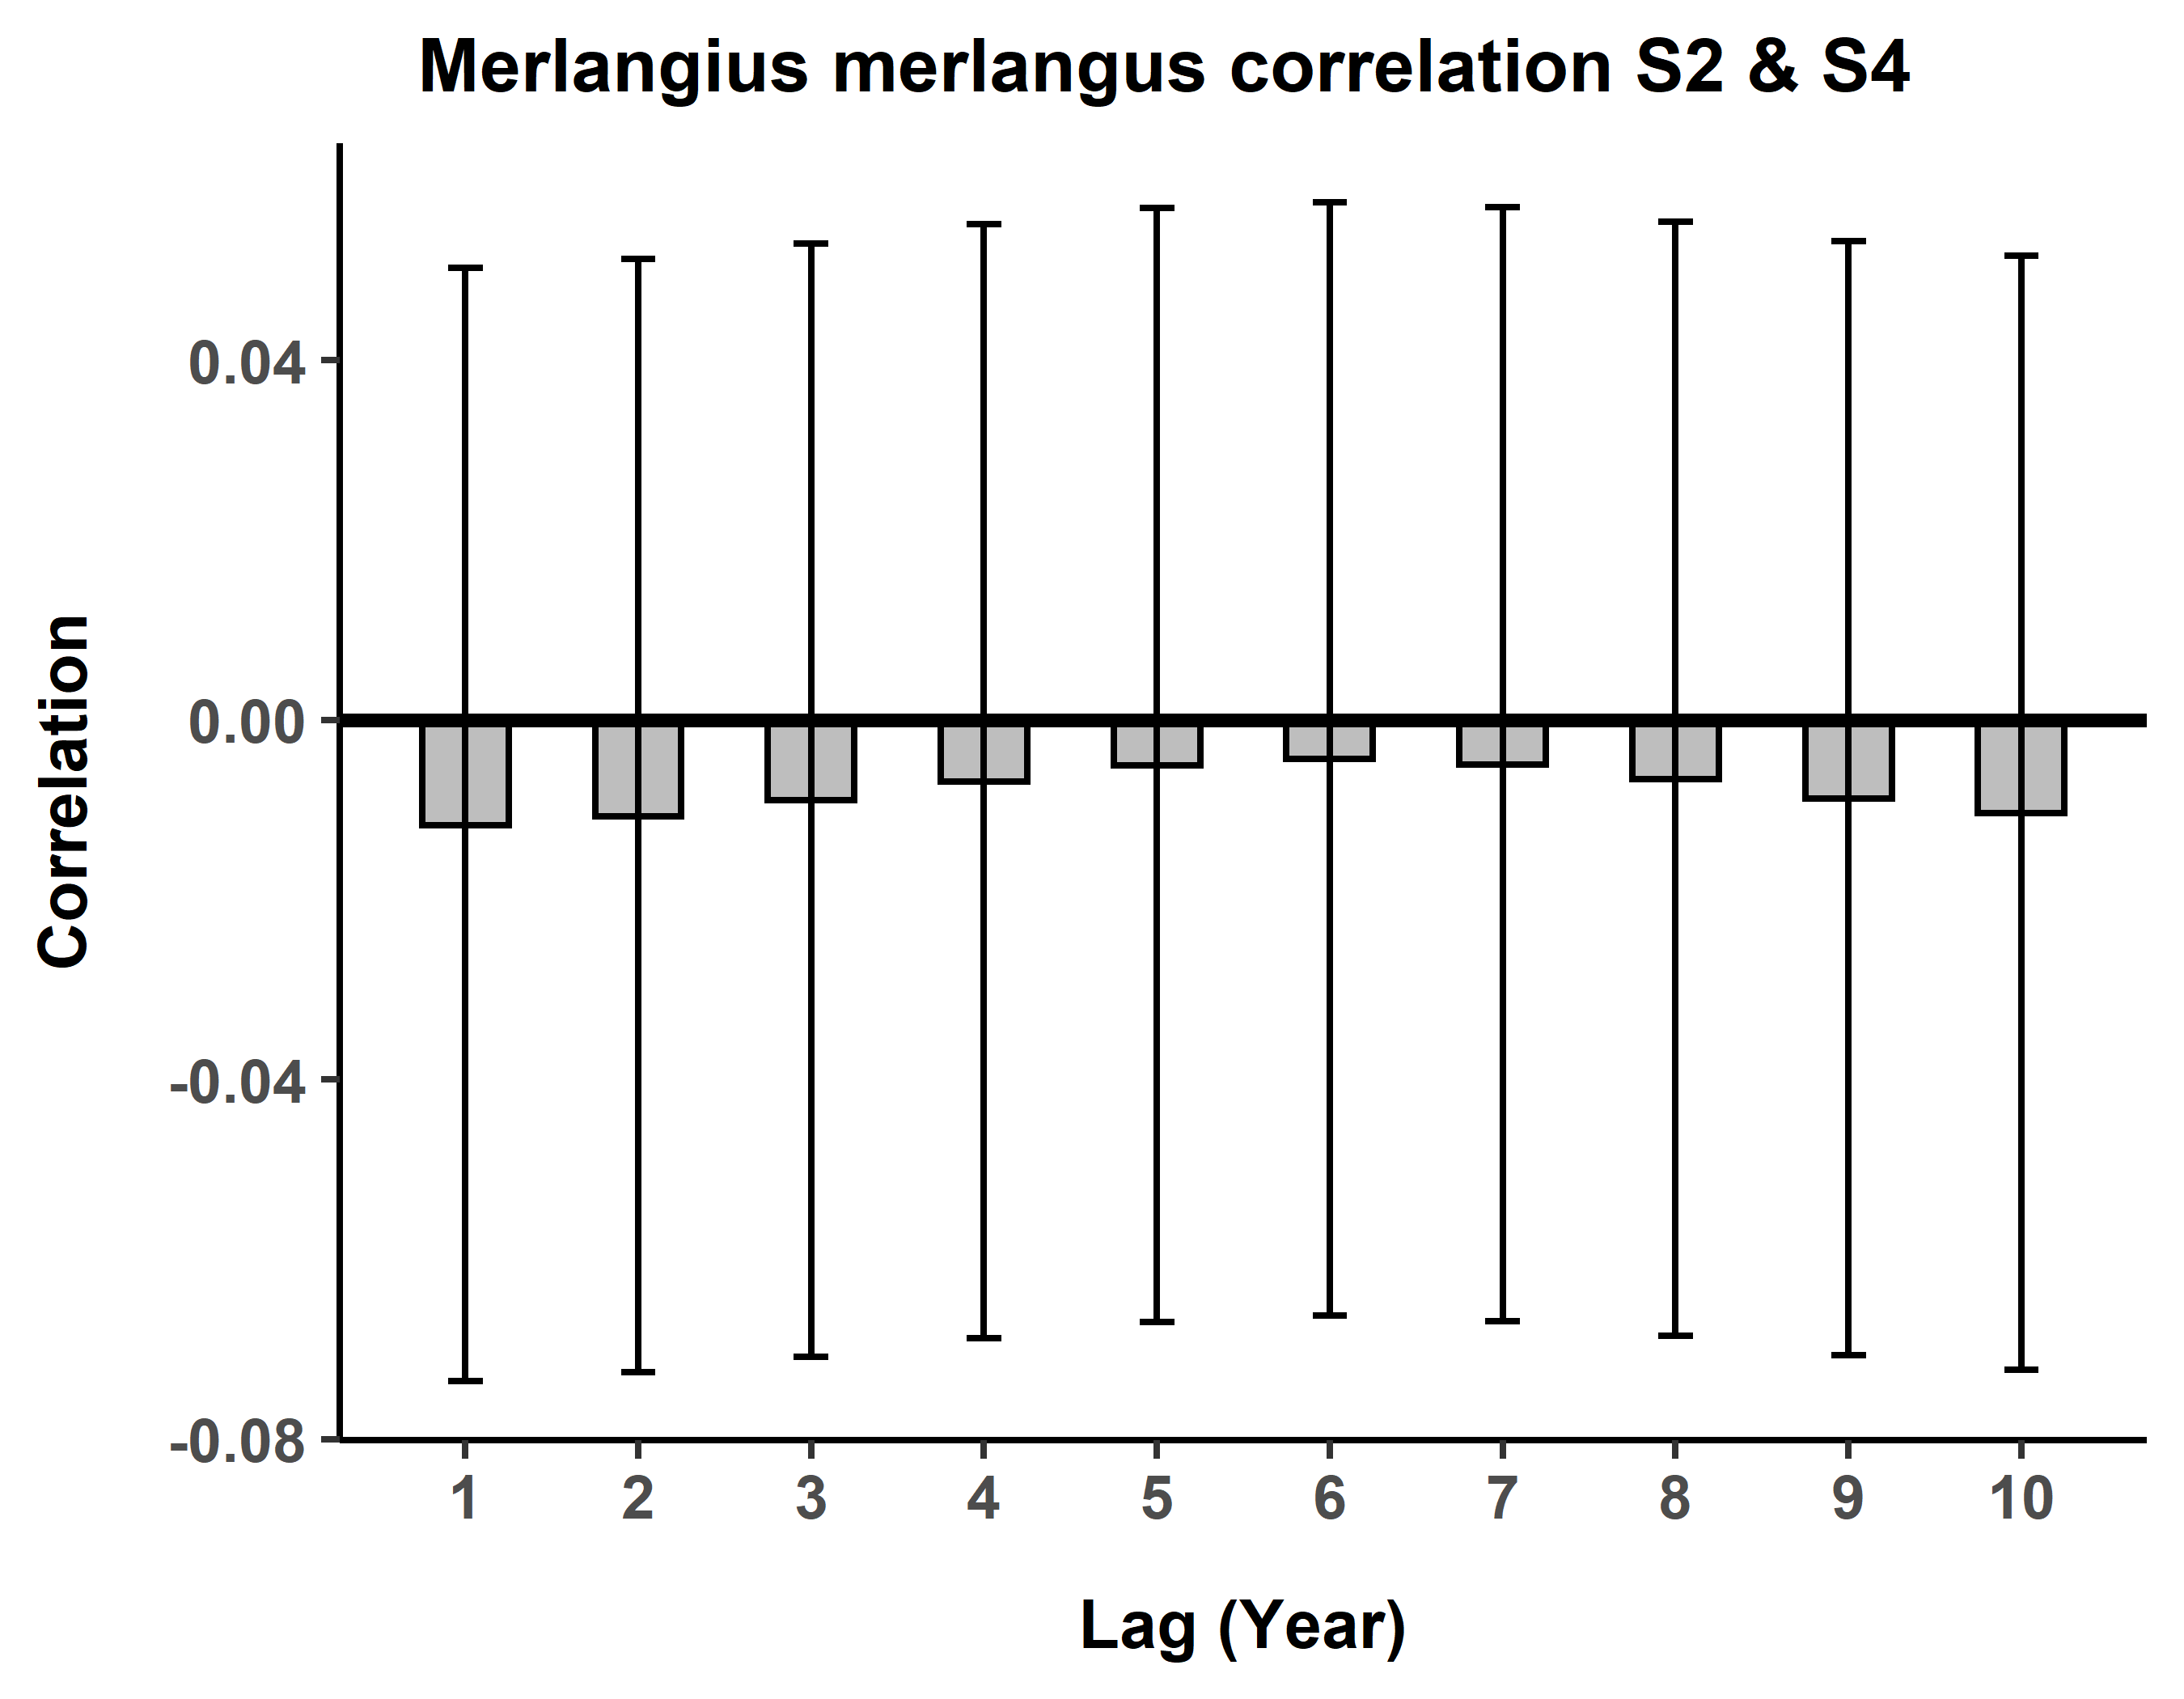 Merlangius merlangus correlation S2 & S4
Correlation
0.04
0.00
-0.04
-0.08
1 2 3 4 5 6 7 8 9 10
Lag (Year)